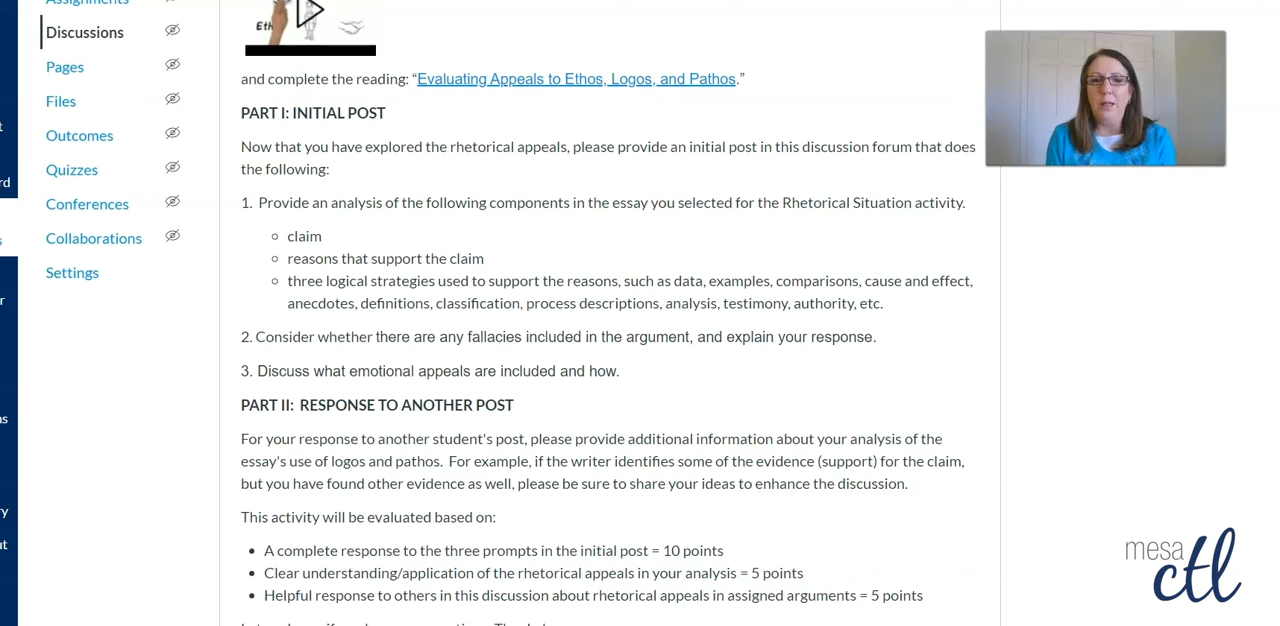 Assignments
Discussions
Pages
Files
Outcomes
Quizzes
Conferences
Collaborations
Settings
t
rd
s
r
ns
ry
ut
Eth
and complete the reading: “Evaluating Appeals to Ethos, Logos, and Pathos.”
PART I: INITIAL POST
Now that you have explored the rhetorical appeals, please provide an initial post in this discussion forum that does
the following:
1. Provide an analysis of the following components in the essay you selected for the Rhetorical Situation activity.
claim
reasons that support the claim
three logical strategies used to support the reasons, such as data, examples, comparisons, cause and effect,
anecdotes, definitions, classification, process descriptions, analysis, testimony, authority, etc.
2. Consider whether there are any fallacies included in the argument, and explain your response.
3. Discuss what emotional appeals are included and how.
PART II: RESPONSE TO ANOTHER POST
For your response to another student's post, please provide additional information about your analysis of the
essay's use of logos and pathos. For example, if the writer identifies some of the evidence (support) for the claim,
but you have found other evidence as well, please be sure to share your ideas to enhance the discussion.
This activity will be evaluated based on:
A complete response to the three prompts in the initial post = 10 points
Clear understanding/application of the rhetorical appeals in your analysis = 5 points
Helpful response to others in this discussion about rhetorical appeals in assigned arguments = 5 points
mesa
ctl